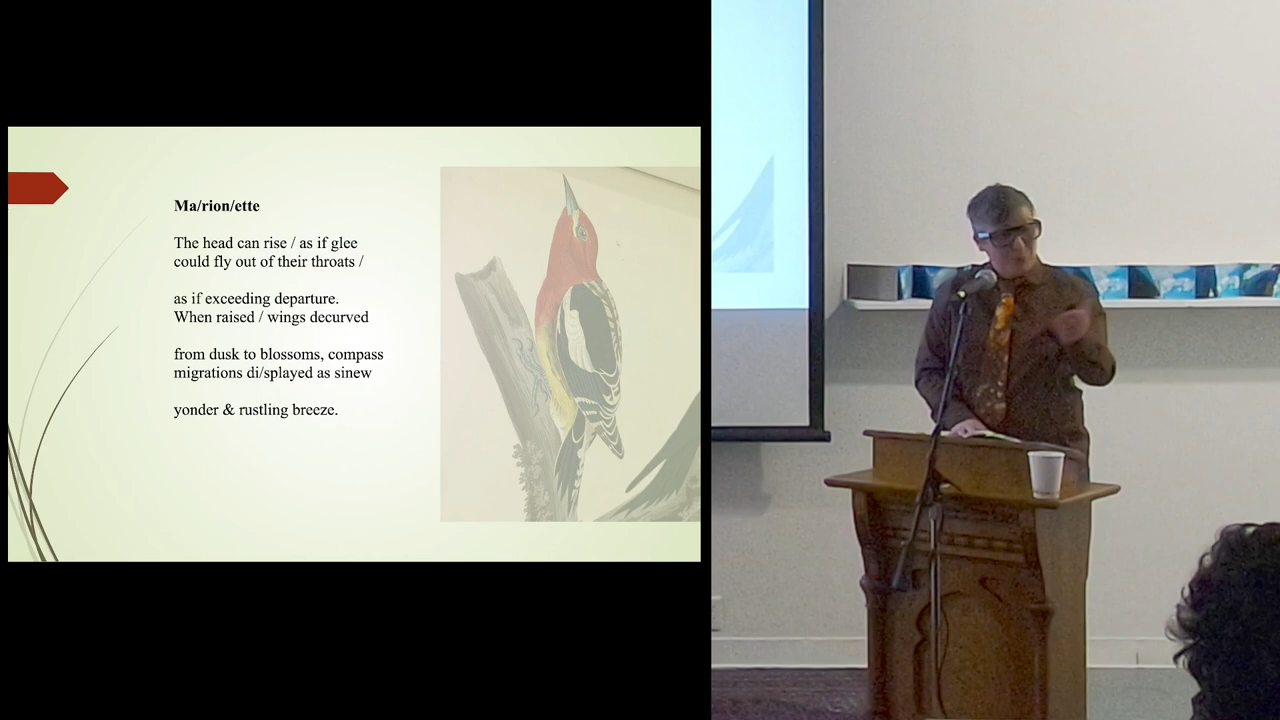 Ma/rion/ette
The head can rise / as if glee
could fly out of their throats /
as if exceeding departure.
When raised / wings decurved
from dusk to blossoms, compass
migrations di/splayed as sinew
yonder & rustling breeze.